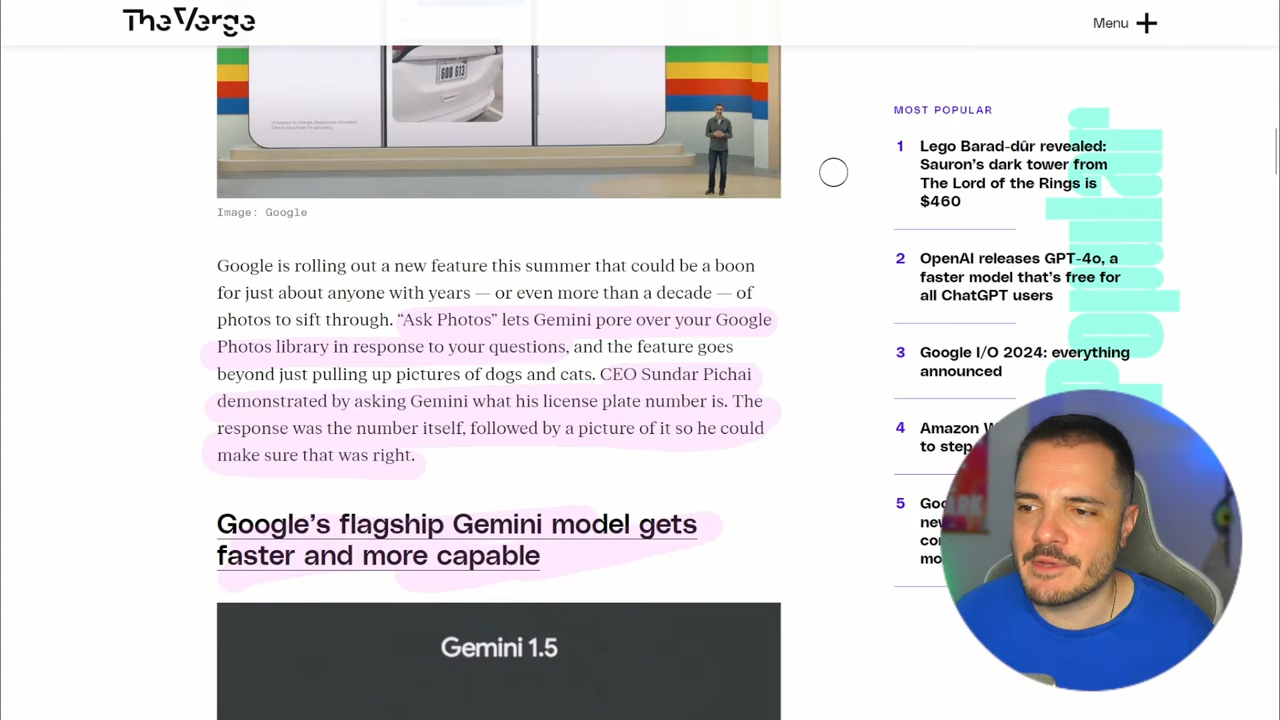 The Verge
Menu
GOO 613
Image: Google
Google is rolling out a new feature this summer that could be a boon
for just about anyone with years — or even more than a decade — of
photos to sift through. “Ask Photos” lets Gemini pore over your Google
Photos library in response to your questions, and the feature goes
beyond just pulling up pictures of dogs and cats. CEO Sundar Pichai
demonstrated by asking Gemini what his license plate number is. The
response was the number itself, followed by a picture of it so he could
make sure that was right.
Google’s flagship Gemini model gets
faster and more capable
Gemini 1.5
MOST POPULAR
1 Lego Barad-dûr revealed:
Sauron’s dark tower from
The Lord of the Rings is
$460
2 OpenAI releases GPT-4o, a
faster model that’s free for
all ChatGPT users
3 Google I/O 2024: everything
announced
4 Amazon
to step
5